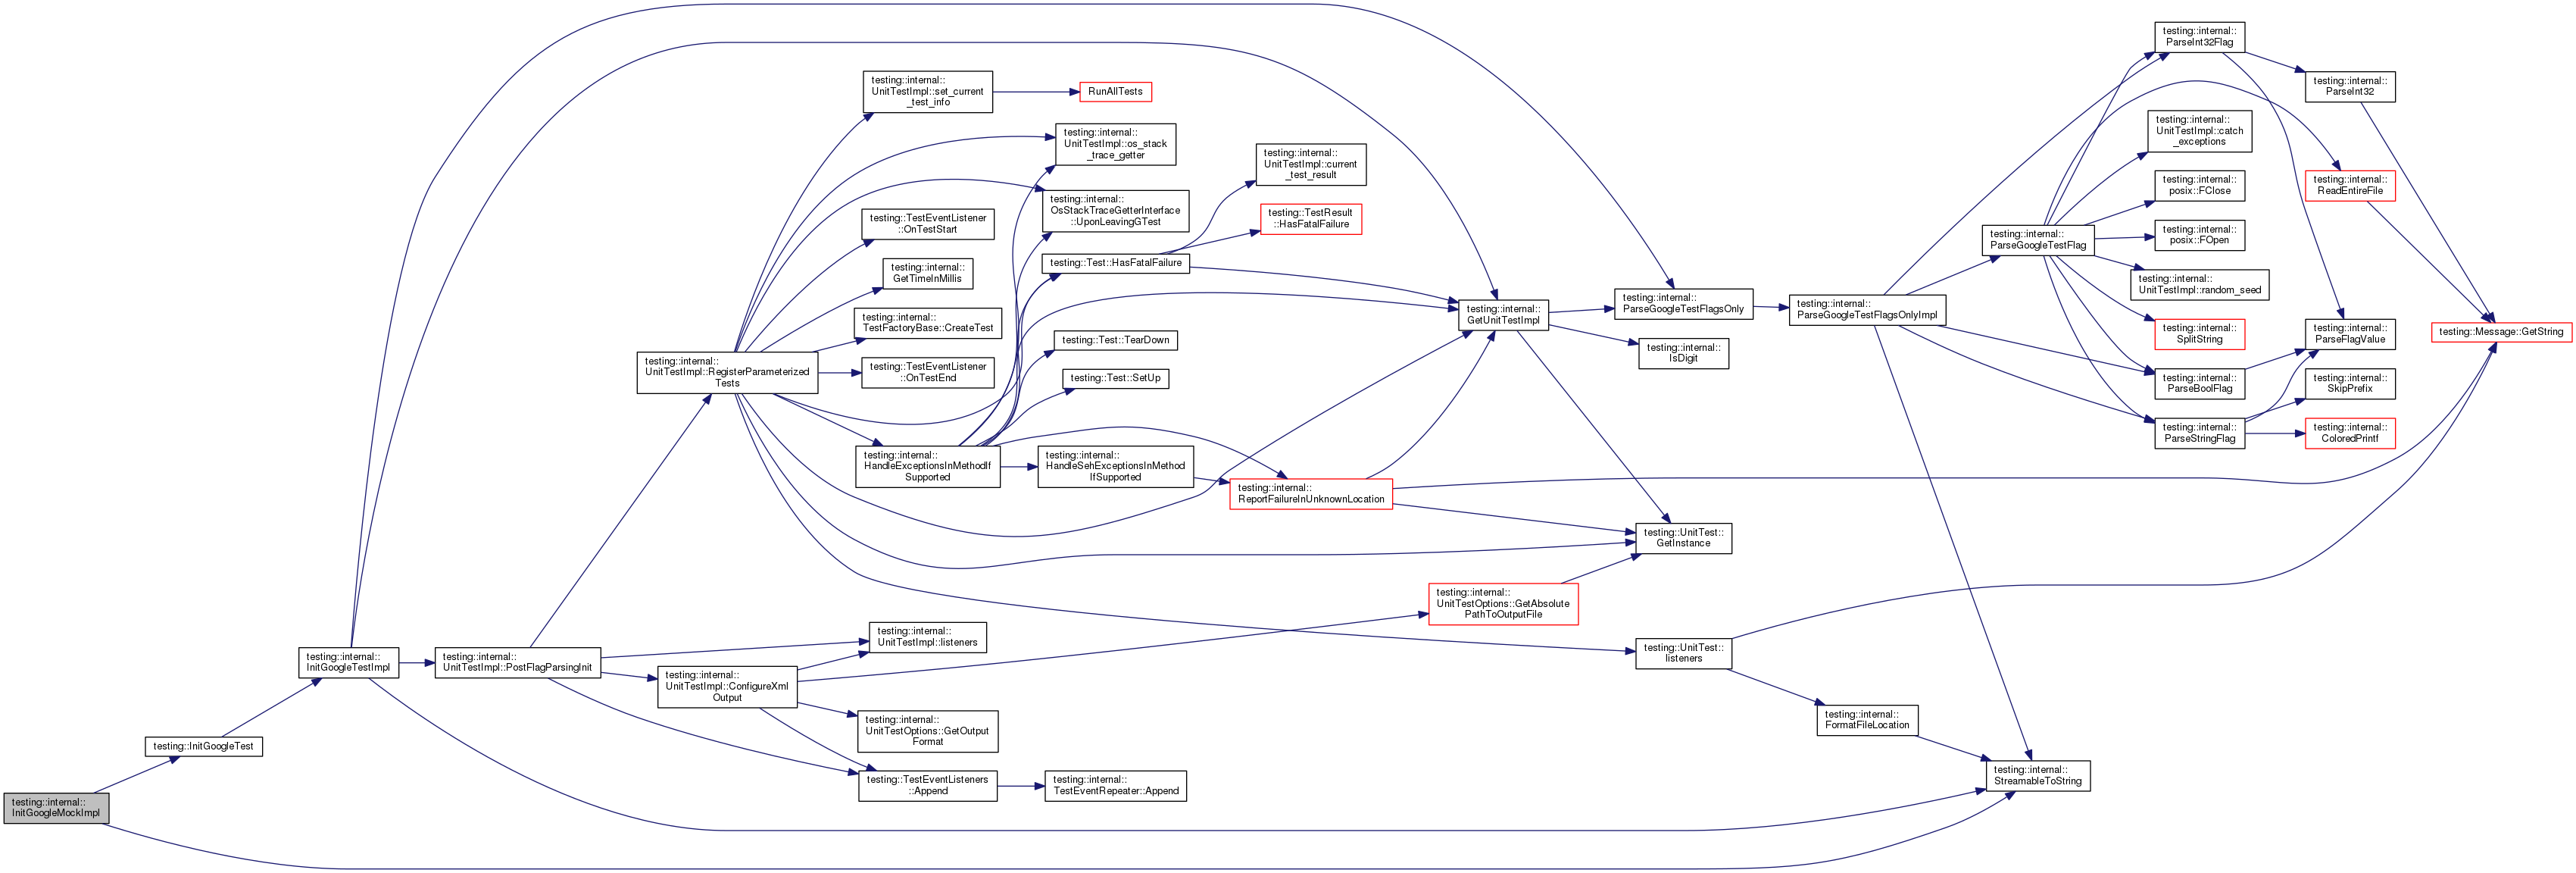 testing::internal::
InitGoogleMockImpl
testing::InitGoogleTest
testing::internal::
InitGoogleTestImpl
testing::internal::
UnitTestImpl::PostFlagParsingInit
testing::internal::
UnitTestImpl::RegisterParameterized
Tests
testing::internal::
UnitTestImpl::ConfigureXml
Output
testing::internal::
UnitTestImpl::set_current
_test_info
testing::TestEventListener
::OnTestStart
testing::internal::
GetTimeInMillis
testing::internal::
TestFactoryBase::CreateTest
testing::TestEventListener
::OnTestEnd
testing::internal::
HandleExceptionsInMethodIf
Supported
testing::internal::
UnitTestImpl::listeners
testing::internal::
UnitTestOptions::GetOutput
Format
testing::TestEventListeners
::Append
RunAllTests
testing::internal::
UnitTestImpl::os_stack
_trace_getter
testing::internal::
OsStackTraceGetterInterface
::UponLeavingGTest
testing::Test::HasFatalFailure
testing::Test::TearDown
testing::Test::SetUp
testing::internal::
HandleSehExceptionsInMethod
IfSupported
testing::internal::
TestEventRepeater::Append
testing::internal::
UnitTestImpl::current
_test_result
testing::TestResult
::HasFatalFailure
testing::internal::
ReportFailureInUnknownLocation
testing::internal::
GetUnitTestImpl
testing::internal::
UnitTestOptions::GetAbsolute
PathToOutputFile
testing::internal::
ParseGoogleTestFlagsOnly
testing::internal::
IsDigit
testing::UnitTest::
GetInstance
testing::UnitTest::
listeners
testing::internal::
ParseGoogleTestFlagsOnlyImpl
testing::internal::
FormatFileLocation
testing::internal::
ParseGoogleTestFlag
testing::internal::
StreamableToString
testing::internal::
ParseInt32Flag
testing::internal::
UnitTestImpl::catch
_exceptions
testing::internal::
posix::FClose
testing::internal::
posix::FOpen
testing::internal::
UnitTestImpl::random_seed
testing::internal::
SplitString
testing::internal::
ParseBoolFlag
testing::internal::
ParseStringFlag
testing::internal::
ParseInt32
testing::internal::
ReadEntireFile
testing::internal::
ParseFlagValue
testing::internal::
SkipPrefix
testing::internal::
ColoredPrintf
testing::Message::GetString